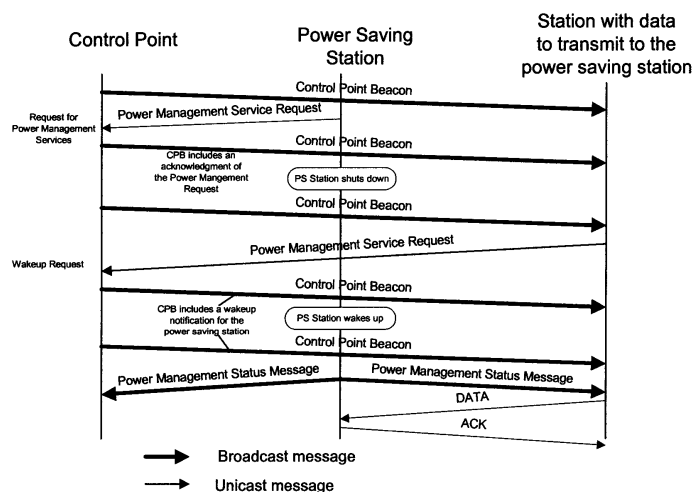 Control Point
Power Saving
Station
Station with data
to transmit to the
power saving station
Control Point Beacon
Power Management Service Request
Request for
Power Management
Services
Control Point Beacon
CPB includes an
acknowledgment of
the Power Mangement
Request
PS Station shuts down
Control Point Beacon
Power Management Service Request
Wakeup Request
Control Point Beacon
CPB includes a wakeup
notification for the
power saving station
PS Station wakes up
Control Point Beacon
Power Management Status Message
Power Management Status Message
DATA
ACK
Broadcast message
Unicast message